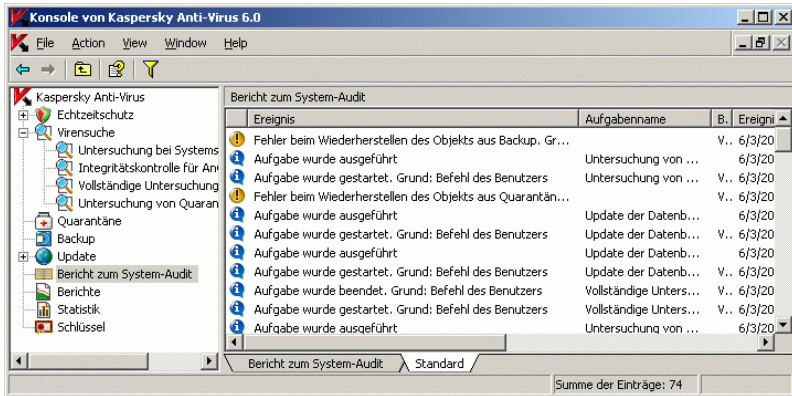 Konsole von Kaspersky Anti-Virus 6.0
File Action View Window Help
Kaspersky Anti-Virus
Echtzeitschutz
Virensuche
Untersuchung bei Systems
Integritätskontrolle für An
Vollständige Untersuchung
Untersuchung von Quaran
Quarantäne
Backup
Update
Bericht zum System-Audit
Berichte
Statistik
Schlüssel
Bericht zum System-Audit
Ereignis Aufgabenname B. Ereigni
Fehler beim Wiederherstellen des Objekts aus Backup. Gr... V.. 6/3/20
Aufgabe wurde ausgeführt Untersuchung von ... 6/3/20
Aufgabe wurde gestartet. Grund: Befehl des Benutzers Untersuchung von ... V.. 6/3/20
Fehler beim Wiederherstellen des Objekts aus Quarantän... V.. 6/3/20
Aufgabe wurde ausgeführt Update der Datenb... 6/3/20
Aufgabe wurde gestartet. Grund: Befehl des Benutzers Update der Datenb... V.. 6/3/20
Aufgabe wurde ausgeführt Update der Datenb... 6/3/20
Aufgabe wurde gestartet. Grund: Befehl des Benutzers Update der Datenb... V.. 6/3/20
Aufgabe wurde beendet. Grund: Befehl des Benutzers Vollständige Unters... V.. 6/3/20
Aufgabe wurde gestartet. Grund: Befehl des Benutzers Vollständige Unters... V.. 6/3/20
Aufgabe wurde ausgeführt Untersuchung von ... 6/3/20
Bericht zum System-Audit Standard
Summe der Einträge: 74